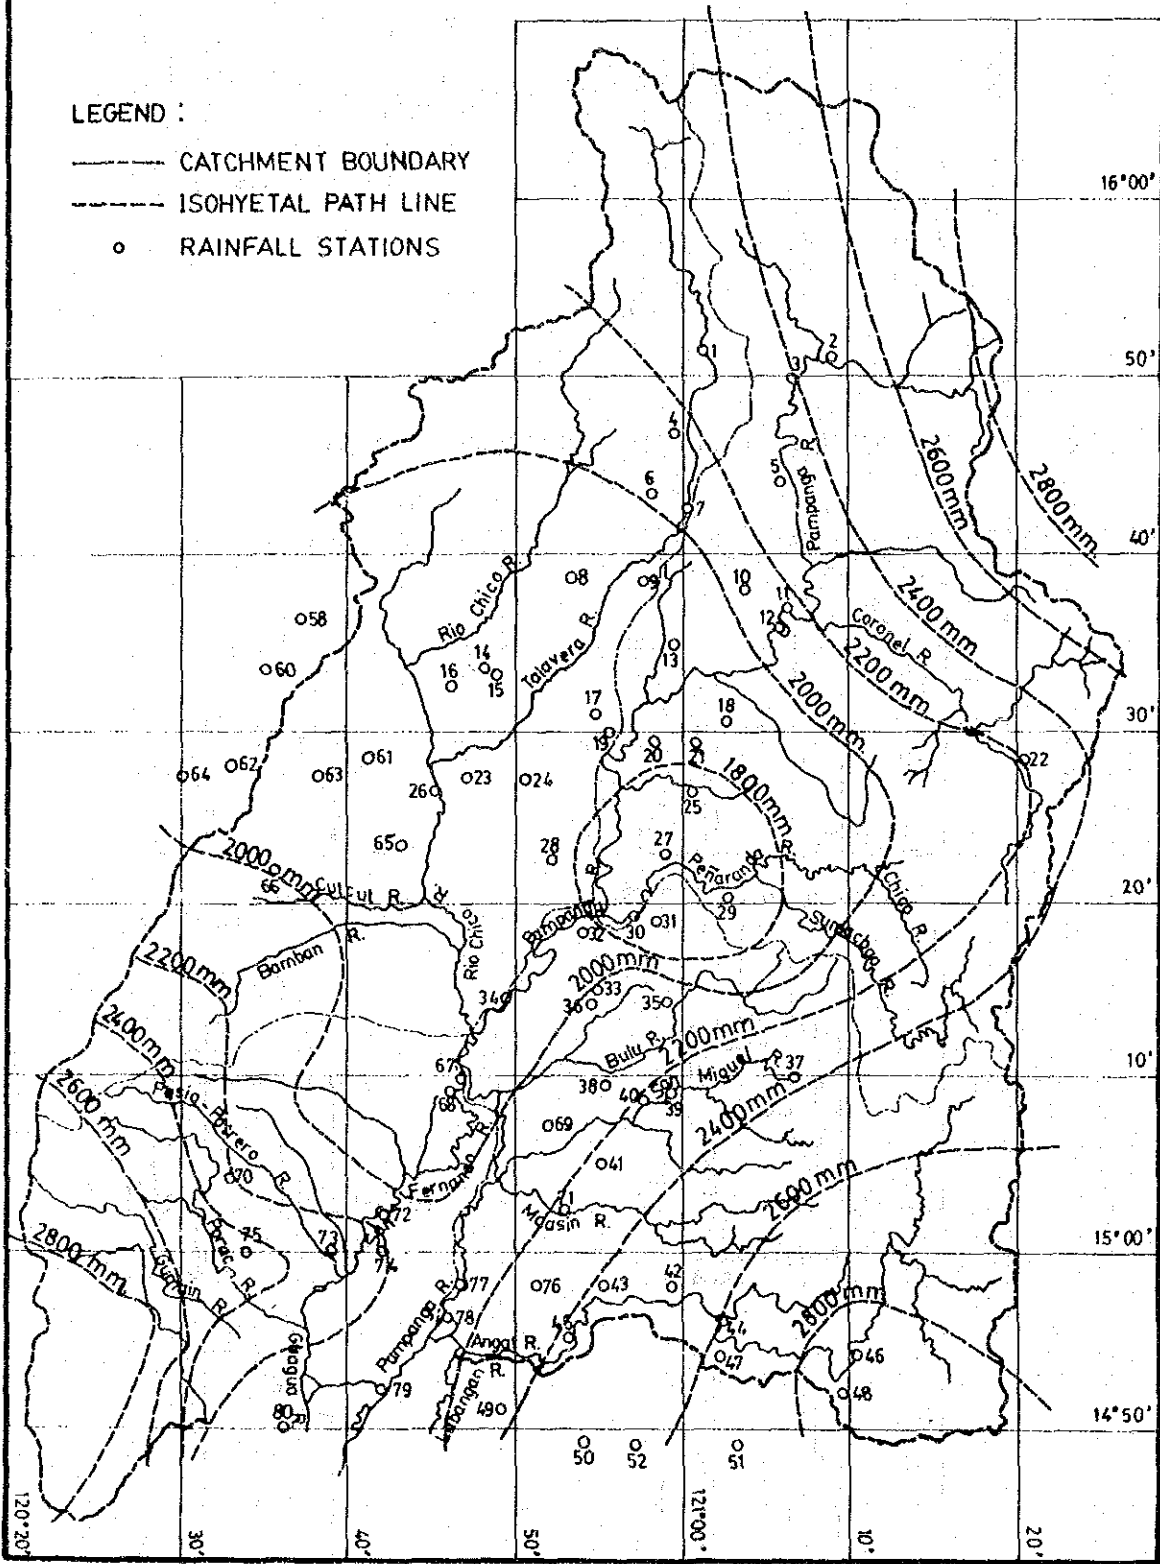 LEGEND :
CATCHMENT BOUNDARY
ISOHYETAL PATH LINE
RAINFALL STATIONS
16°00'
1
2
3
50'
4
2600mm
2800mm
6
5
Pampanga R.
7
40'
8
9
10
11
2400mm
58
Rio Chico R.
12
Coronel R.
2200mm
60
16
14
15
Talavera R.
13
2000mm
17
18
30'
19
20
21
22
64
62
63
61
26
23
24
1800mm
25
65
28
27
2000mm
66
Cutcut R.
Peñaranda R.
Chico R.
20'
29
Rio Chico R.
Pampanga R.
32
30
31
Sumacbao R.
Bamban R.
2200mm
2000mm
33
34
36
35
2400mm
Bulu R.
2200mm
67
San Miguel R.
37
10'
2600mm
38
40
39
Pasig-Potrero R.
68
69
2400mm
41
70
Fernando R.
71
Maasin R.
2600mm
72
2800mm
Porac R.
75
73
74
15°00'
Gumain R.
77
76
43
42
78
45
44
2800mm
Pampanga R.
Angat R.
47
46
Guagua R.
79
Labangan R.
48
80
49
14°50'
50
52
51
120°20'
30'
40'
50'
121°00'
10'
20'